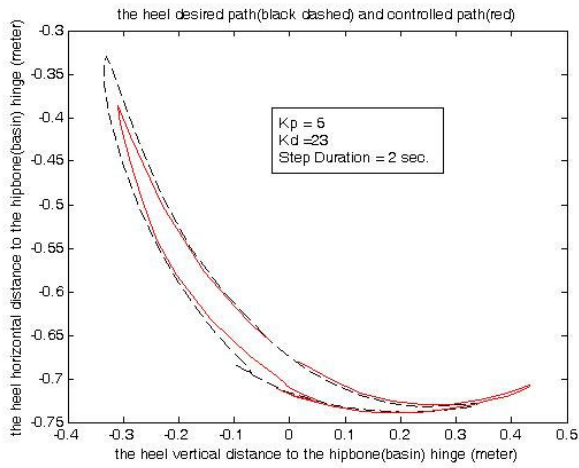 the heel desired path(black dashed) and controlled path(red)
the heel horizontal distance to the hipbone(basin) hinge (meter)
-0.3
-0.35
-0.4
-0.45
-0.5
-0.55
-0.6
-0.65
-0.7
-0.75
Kp = 5
Kd =23
Step Duration = 2 sec.
-0.4 -0.3 -0.2 -0.1 0 0.1 0.2 0.3 0.4 0.5
the heel vertical distance to the hipbone(basin) hinge (meter)